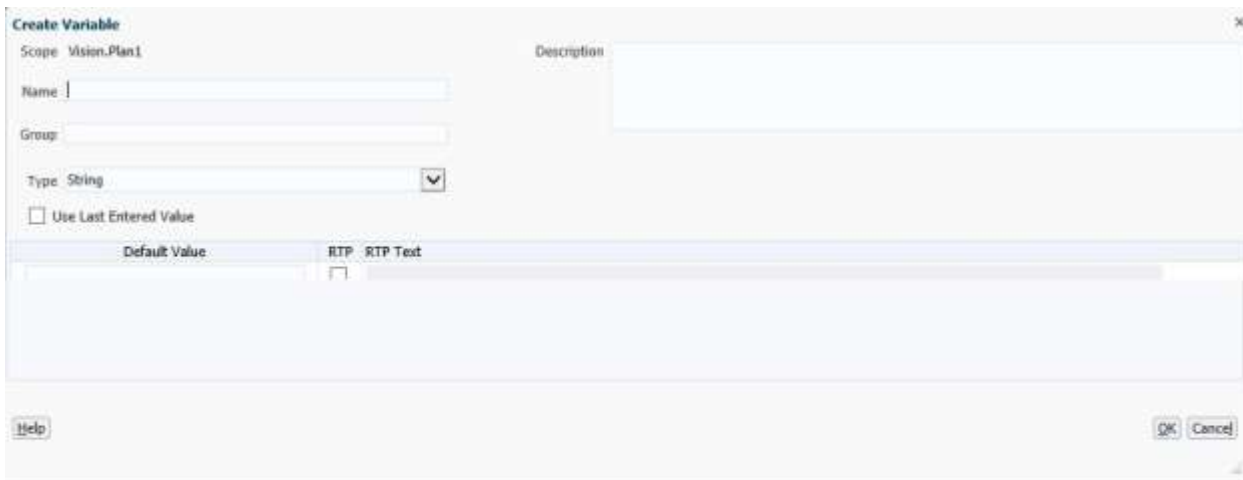 Create Variable
x
Scope Vision.Plan1
Description
Name
Group
Type String
Use Last Entered Value
Default Value RTP RTP Text
Help
OK Cancel